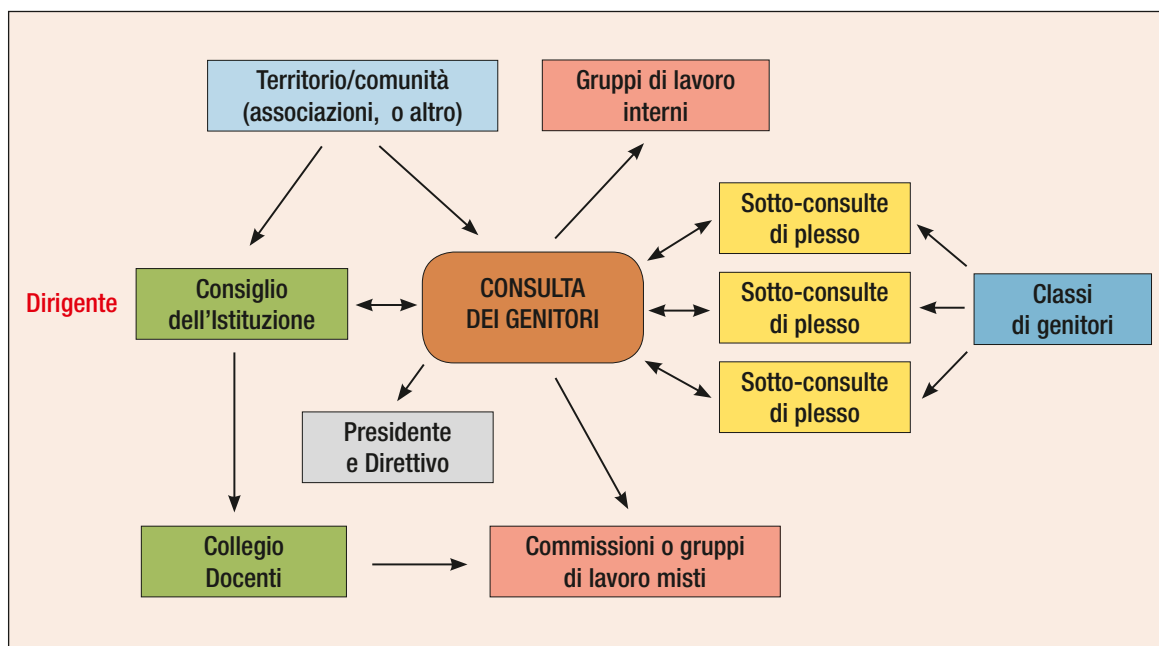 Territorio/comunità
(associazioni, o altro)
Gruppi di lavoro
interni
Sotto-consulte
di plesso
Dirigente
Consiglio
dell'Istituzione
CONSULTA
DEI GENITORI
Sotto-consulte
di plesso
Classi
di genitori
Sotto-consulte
di plesso
Presidente
e Direttivo
Collegio
Docenti
Commissioni o gruppi
di lavoro misti